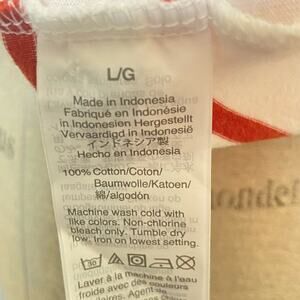 L/G
Made in Indonesia
Fabriqué en Indonésie
in Indonesien Hergestellt
Vervaardigd in Indonesië
インドネシア製
Hecho en Indonesia
100% Cotton/Coton/
Baumwolle/Katoen/
綿/algodón
Machine wash cold with
like colors. Non-chlorine
bleach only. Tumble dry
low. Iron on lowest setting.
30
Laver à la machine à l'eau
froide avec des couleurs